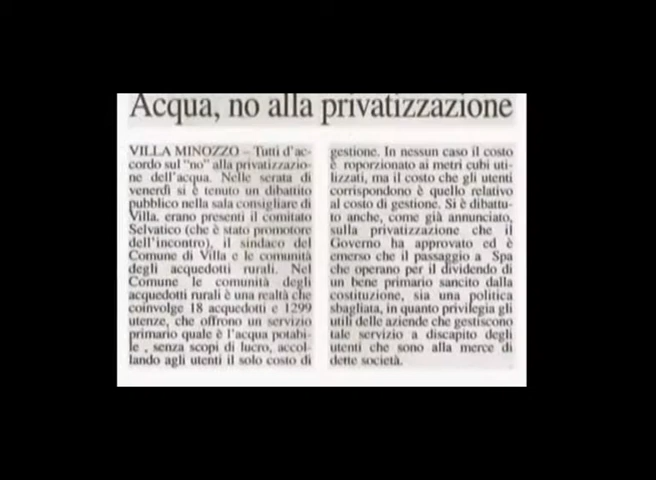 Acqua, no alla privatizzazione
VILLA MINOZZO – Tutti d'ac-
cordo sul "no" alla privatizzazio-
ne dell'acqua. Nelle serata di
venerdì si è tenuto un dibattito
pubblico nella sala consigliare di
Villa. erano presenti il comitato
Selvatico (che è stato promotore
dell'incontro), il sindaco del
Comune di Villa e le comunità
degli acquedotti rurali. Nel
Comune le comunità degli
acquedotti rurali è una realtà che
coinvolge 18 acquedotti e 1299
utenze, che offrono un servizio
primario quale è l'acqua potabi-
le , senza scopi di lucro, accol-
lando agli utenti il solo costo di
gestione. In nessun caso il costo
è roporzionato ai metri cubi uti-
lizzati, ma il costo che gli utenti
corrispondono è quello relativo
al costo di gestione. Si è dibattu-
to anche, come già annunciato,
sulla privatizzazione che il
Governo ha approvato ed è
emerso che il passaggio a Spa
che operano per il dividendo di
un bene primario sancito dalla
costituzione, sia una politica
sbagliata, in quanto privilegia gli
utili delle aziende che gestiscono
tale servizio a discapito degli
utenti che sono alla merce di
dette società.